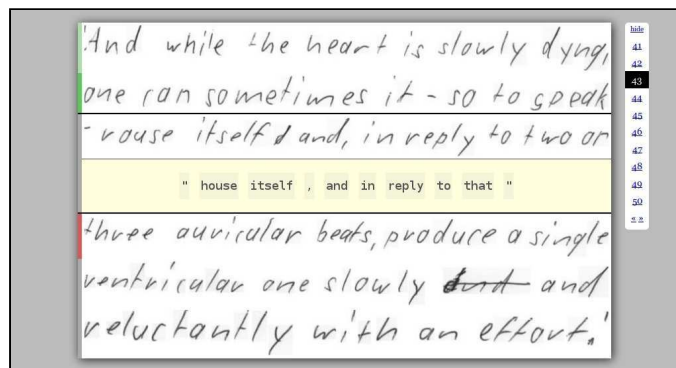 'And while the heart is slowly dyng,
one can sometimes it - so to speak
- rouse itself and, in reply to two or
" house itself , and in reply to that "
three auricular beats, produce a single
ventricular one slowly and
reluctantly with an effort.'
hide
41
42
43
44
45
46
47
48
49
50
« »